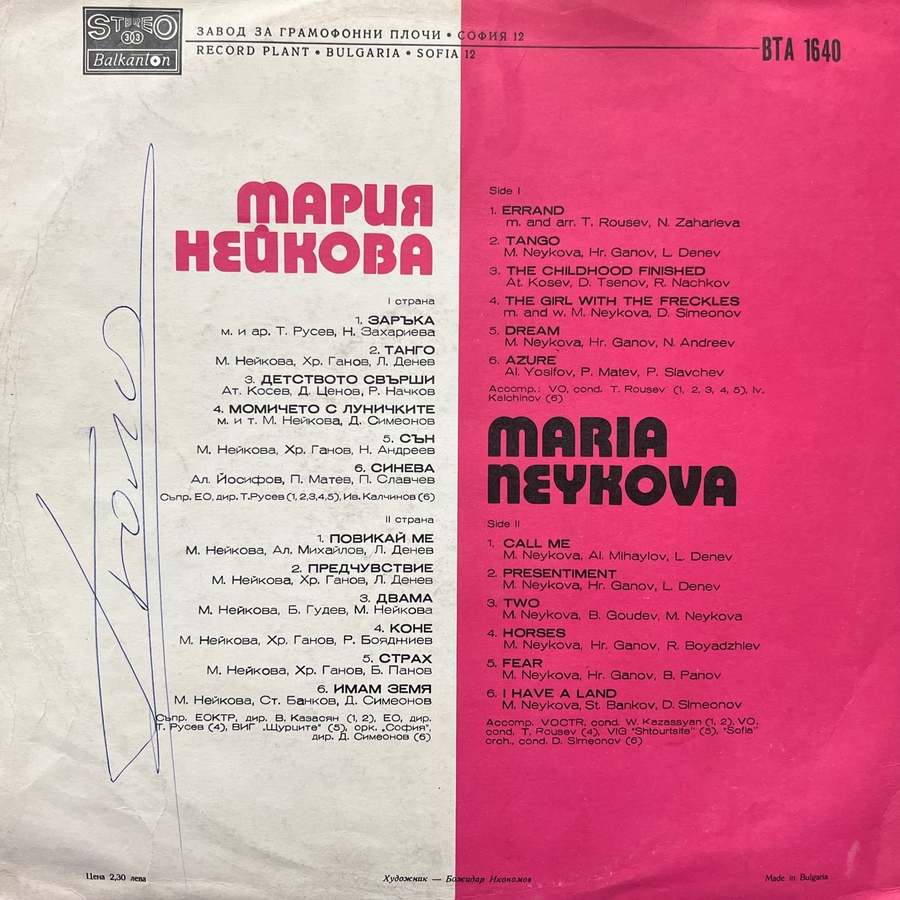 STEREO
33
Balkanton
ЗАВОД ЗА ГРАМОФОННИ ПЛОЧИ • СОФИЯ 12
RECORD PLANT • BULGARIA • SOFIA 12
ВТА 1640
МАРИЯ
НЕЙКОВА
I страна
1. ЗАРЪКА
м. и ар. Т. Русев, Н. Захариева
2. ТАНГО
М. Нейкова, Хр. Ганов, Л. Денев
3. ДЕТСТВОТО СВЪРШИ
Ат. Косев, Д. Ценов, Р. Начков
4. МОМИЧЕТО С ЛУНИЧКИТЕ
м. и т. М. Нейкова, Д. Симеонов
5. СЪН
М. Нейкова, Хр. Ганов, Н. Андреев
6. СИНЕВА
Ал. Йосифов, П. Матев, П. Славчев
Съпр. ЕО, дир. Т.Русев (1,2,3,4,5), Ив. Калчинов (6)
II страна
1. ПОВИКАЙ МЕ
М. Нейкова, Ал. Михайлов, Л. Денев
2. ПРЕДЧУВСТВИЕ
М. Нейкова, Хр. Ганов, Л. Денев
3. ДВАМА
М. Нейкова, Б. Гудев, М. Нейкова
4. КОНЕ
М. Нейкова, Хр. Ганов, Р. Бояджиев
5. СТРАХ
М. Нейкова, Хр. Ганов, Б. Панов
6. ИМАМ ЗЕМЯ
М. Нейкова, Ст. Банков, Д. Симеонов
Съпр. ЕОКТР, дир. В. Казасян (1, 2), ЕО, дир.
Т. Русев (4), ВИГ „Щурците" (5), орк. „София",
дир. Д. Симеонов (6)
Side I
1. ERRAND
m. and arr. T. Rousev, N. Zaharieva
2. TANGO
M. Neykova, Hr. Ganov, L. Denev
3. THE CHILDHOOD FINISHED
At. Kosev, D. Tsenov, R. Nachkov
4. THE GIRL WITH THE FRECKLES
m. and w. M. Neykova, D. Simeonov
5. DREAM
M. Neykova, Hr. Ganov, N. Andreev
6. AZURE
Al. Yosifov, P. Matev, P. Slavchev
Accomp.: VO, cond. T. Rousev (1, 2, 3, 4, 5), Iv.
Kalchinov (6)
MARIA
NEYKOVA
Side II
1. CALL ME
M. Neykova, Al. Mihaylov, L. Denev
2. PRESENTIMENT
M. Neykova, Hr. Ganov, L. Denev
3. TWO
M. Neykova, B. Goudev, M. Neykova
4. HORSES
M. Neykova, Hr. Ganov, R. Boyadzhiev
5. FEAR
M. Neykova, Hr. Ganov, B. Panov
6. I HAVE A LAND
M. Neykova, St. Bankov, D. Simeonov
Accomp. VOCTR, cond. W. Kazassyan (1, 2), VO,
cond. T. Rousev (4), VIG "Shtourtsite" (5), "Sofia"
orch., cond. D. Simeonov (6)
Цена 2,30 лева
Художник — Божидар Икономов
Made in Bulgaria